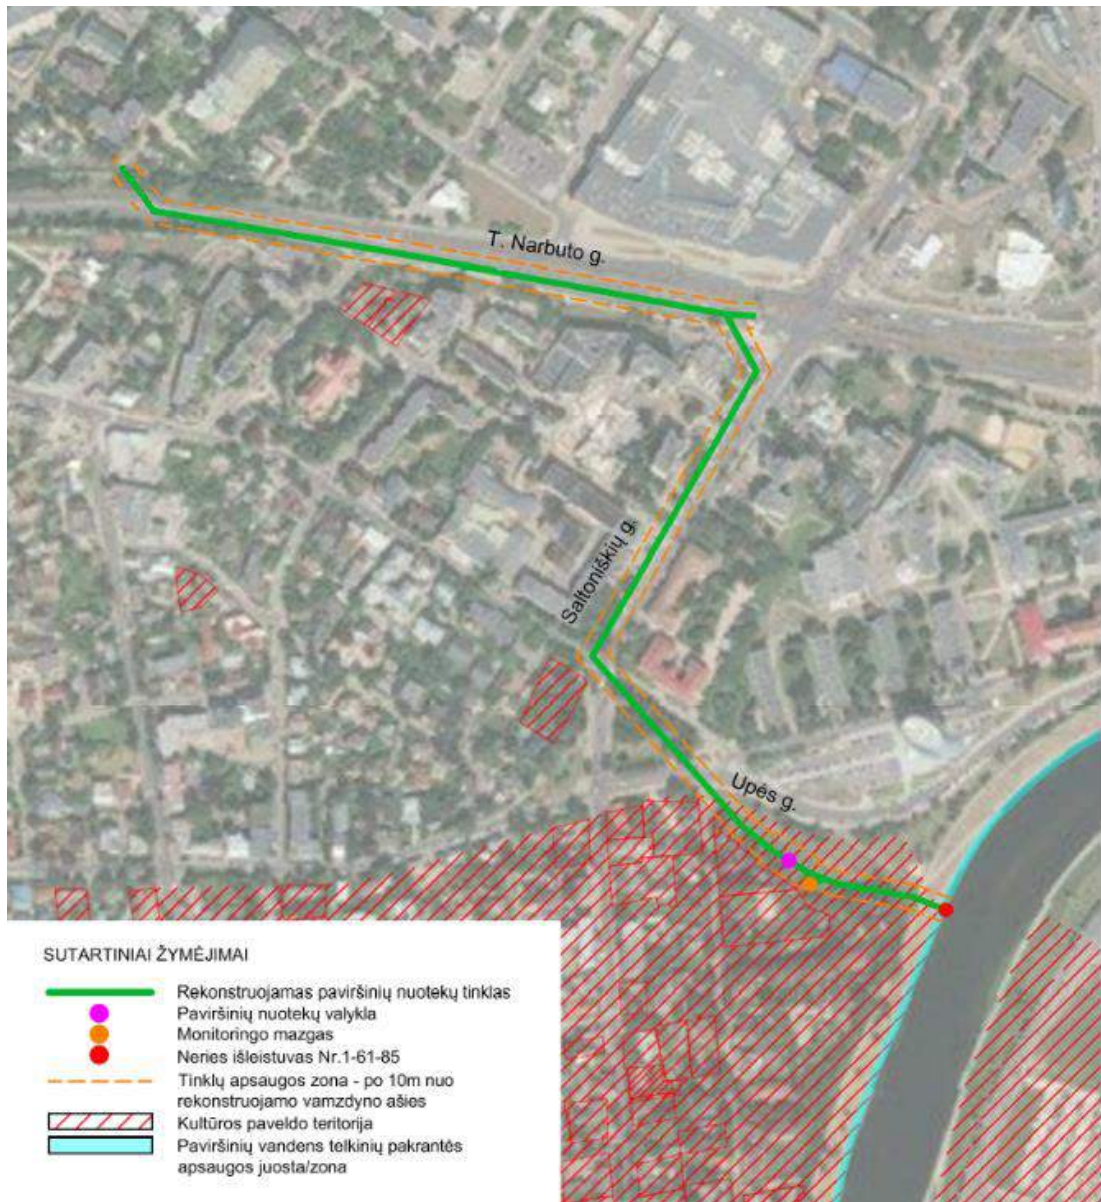 T. Narbuto g.
Saltoniškių g.
Upės g.
SUTARTINIAI ŽYMĖJIMAI
Rekonstruojamas paviršinių nuotekų tinklas
Paviršinių nuotekų valykla
Monitoringo mazgas
Neries išleistuvas Nr.1-61-85
Tinklų apsaugos zona - po 10m nuo
rekonstruojamo vamzdyno ašies
Kultūros paveldo teritorija
Paviršinių vandens telkinių pakrantės
apsaugos juosta/zona